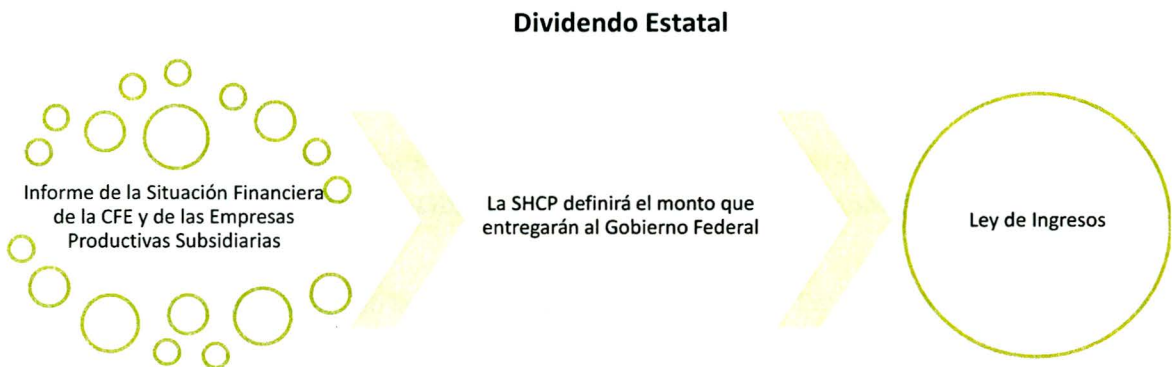 Dividendo Estatal
Informe de la Situación Financiera
de la CFE y de las Empresas
Productivas Subsidiarias
La SHCP definirá el monto que
entregarán al Gobierno Federal
Ley de Ingresos